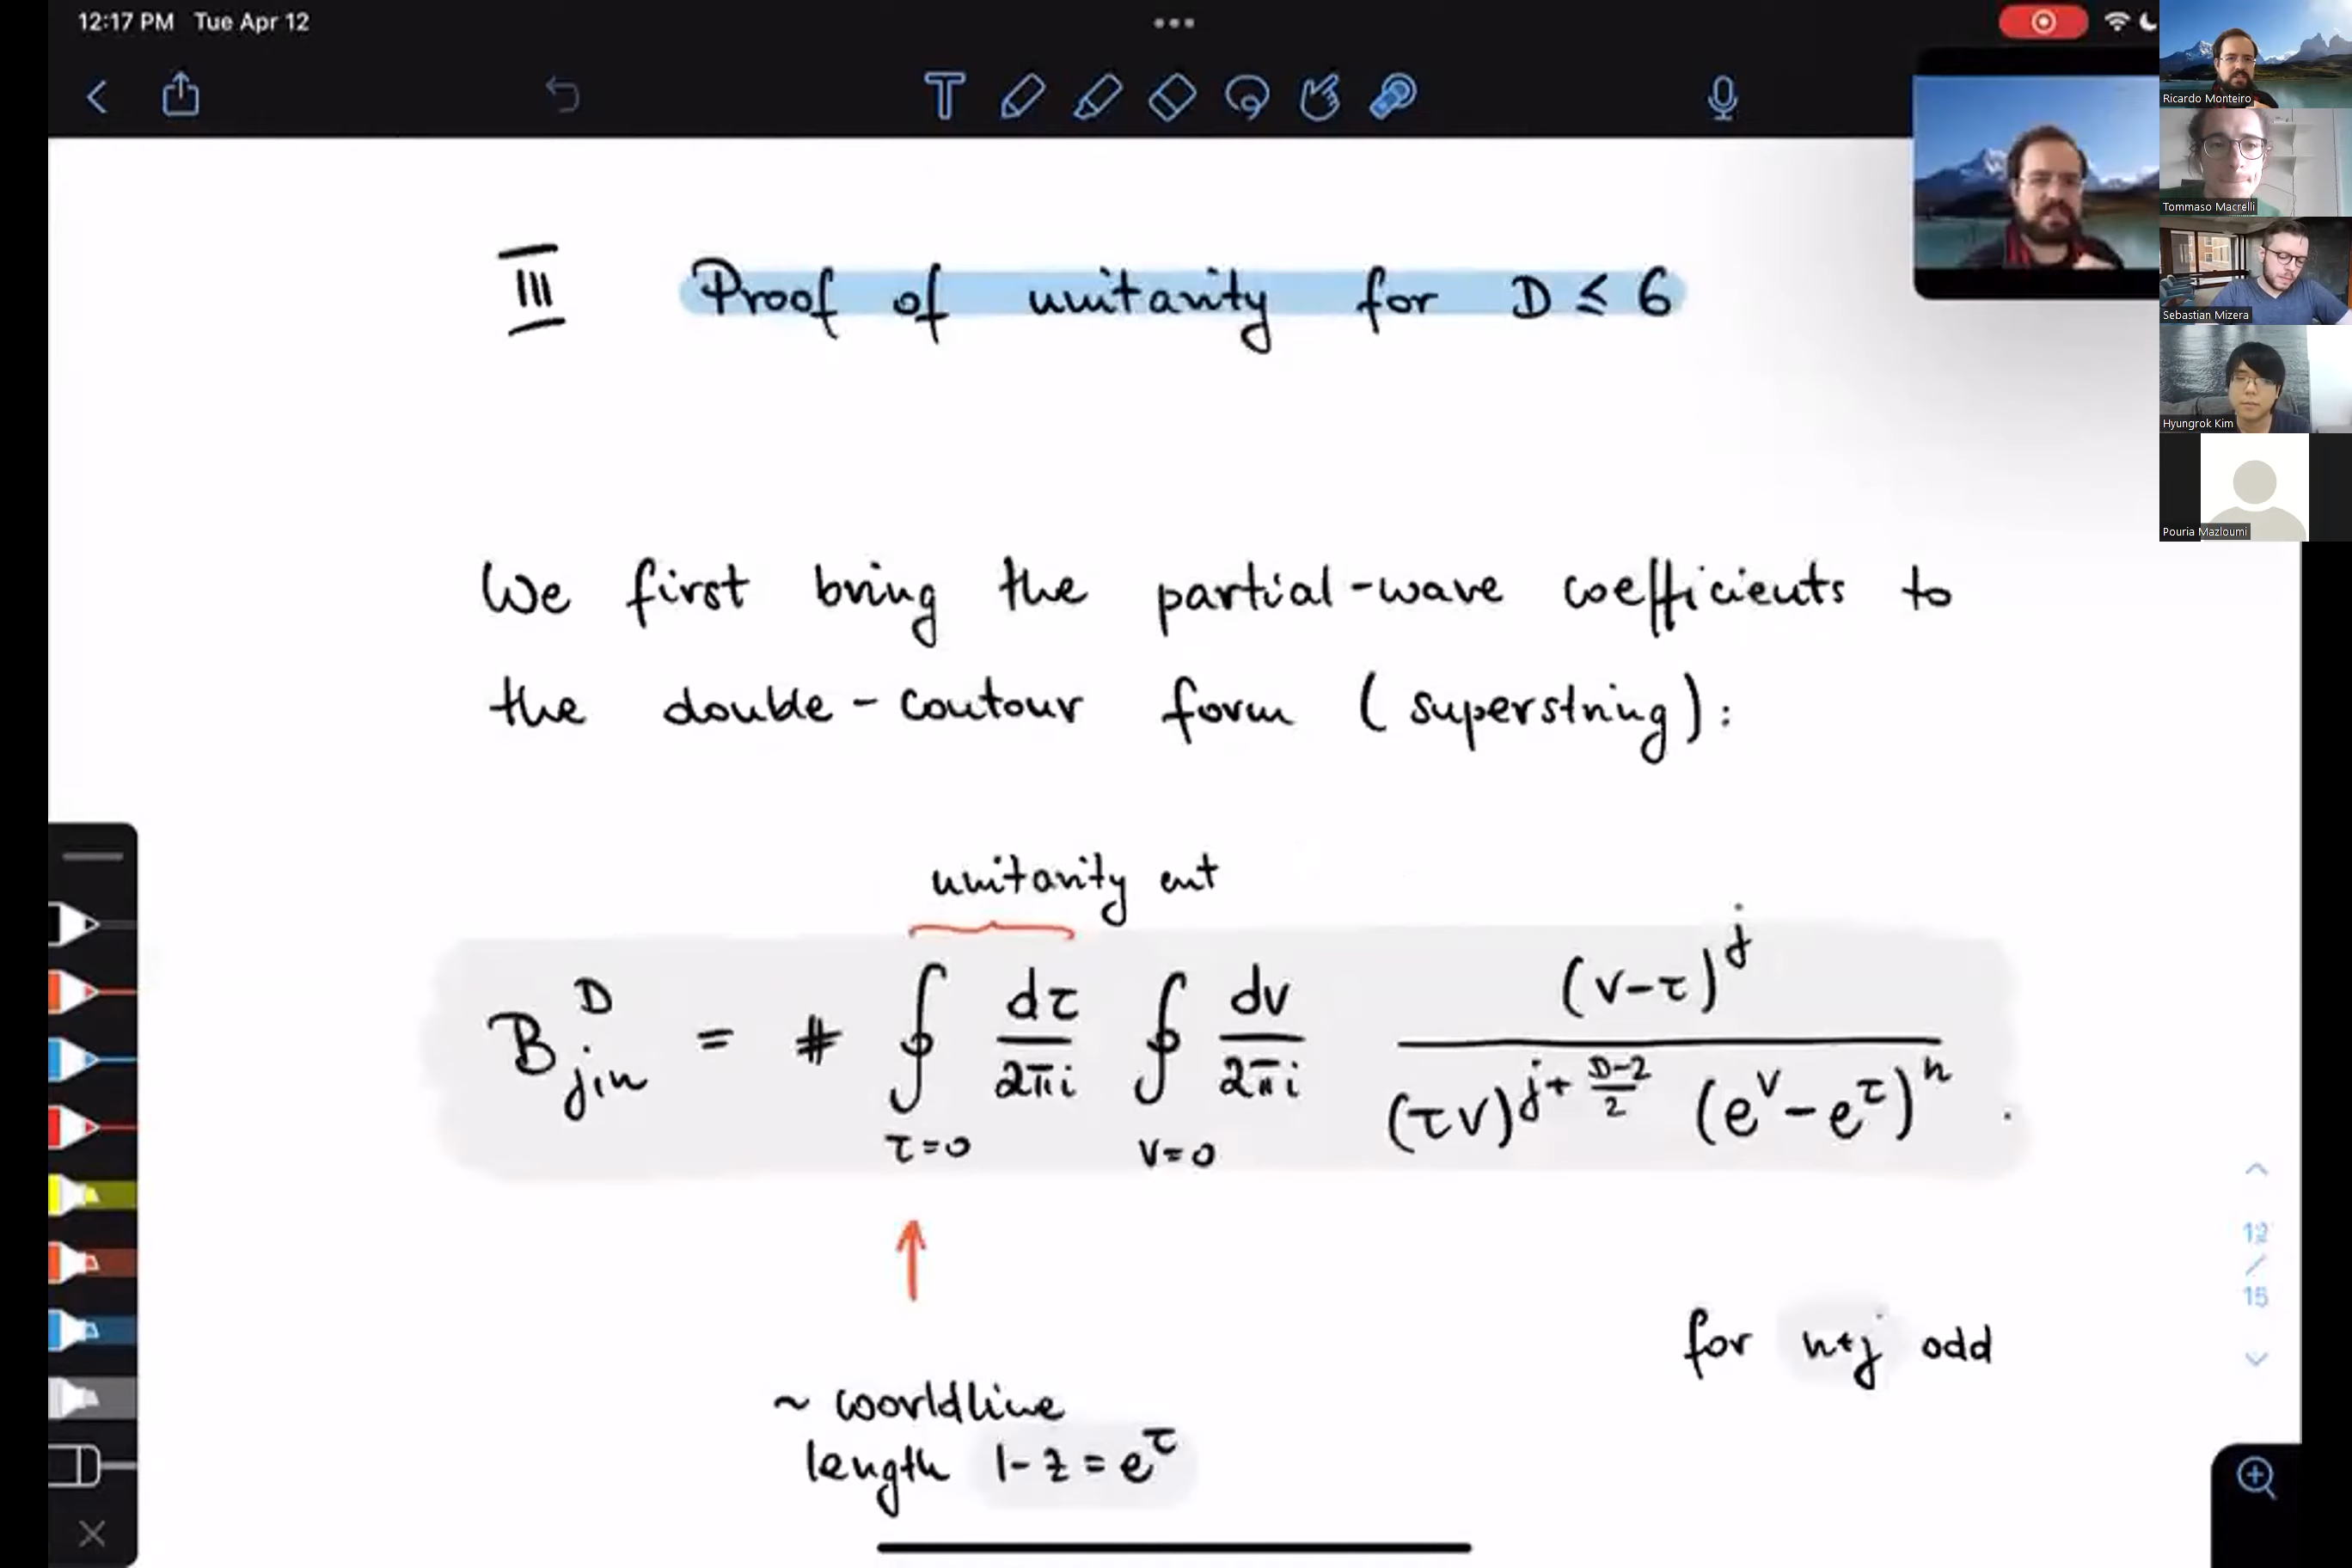 12:17 PM Tue Apr 12
Ricardo Monteiro
Tommaso Macrelli
Sebastian Mizera
Hyungrok Kim
Pouria Mazloumi
III Proof of unitarity for D ≤ 6
We first bring the partial-wave coefficients to
the double-contour form (superstring):
unitarity cut
B^D_{j,n} = # ∮_{τ=0} dτ/2πi ∮_{v=0} dv/2πi (v-τ)^j / (τv)^{j+\frac{D-2}{2}} (e^v - e^τ)^n .
for n+j odd
~ worldline
length 1-z = e^τ
12
/
15